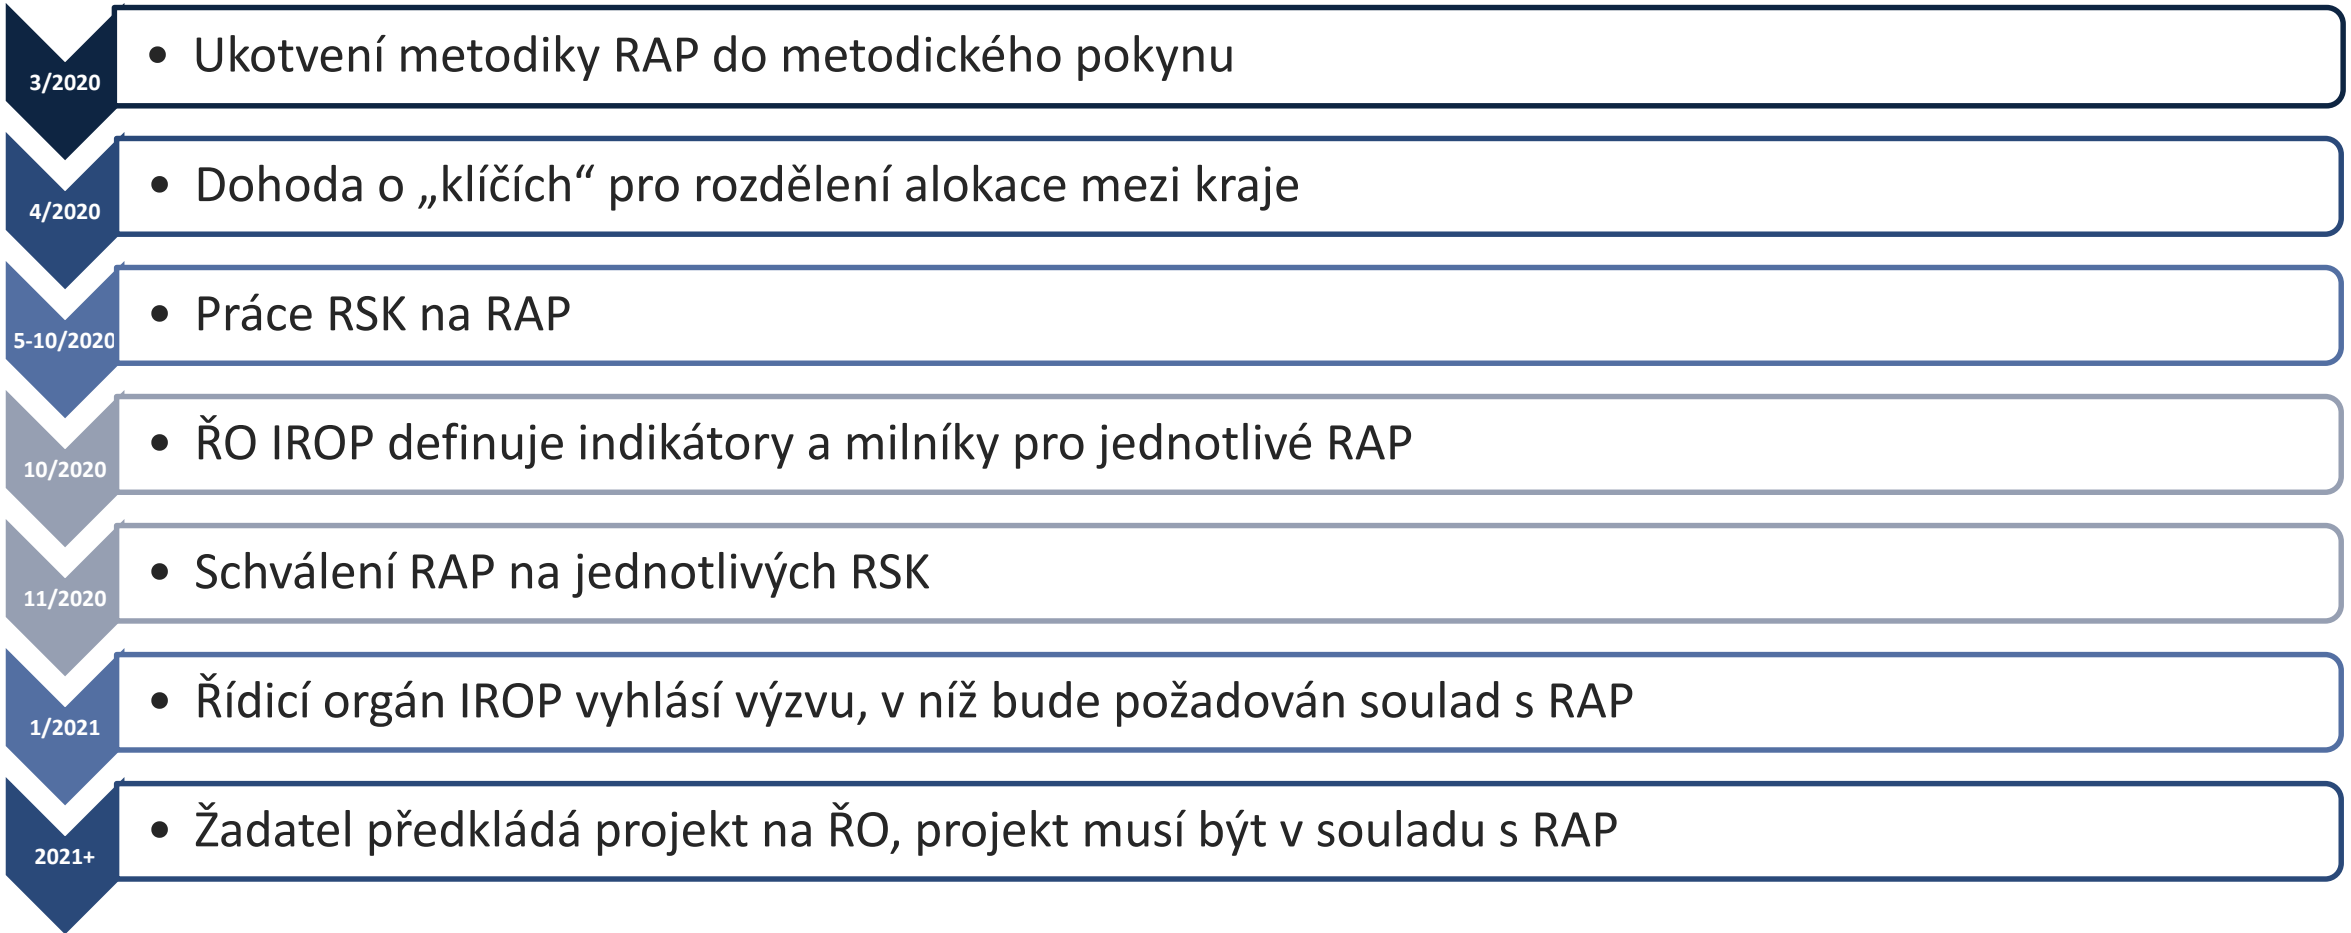 3/2020
• Ukotvení metodiky RAP do metodického pokynu
4/2020
• Dohoda o „klíčích“ pro rozdělení alokace mezi kraje
5-10/2020
• Práce RSK na RAP
10/2020
• ŘO IROP definuje indikátory a milníky pro jednotlivé RAP
11/2020
• Schválení RAP na jednotlivých RSK
1/2021
• Řídicí orgán IROP vyhlásí výzvu, v níž bude požadován soulad s RAP
2021+
• Žadatel předkládá projekt na ŘO, projekt musí být v souladu s RAP